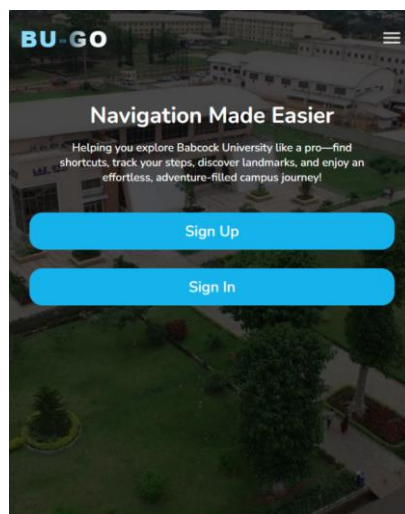 BU-GO
Navigation Made Easier
Helping you explore Babcock University like a pro—find
shortcuts, track your steps, discover landmarks, and enjoy an
effortless, adventure-filled campus journey!
Sign Up
Sign In